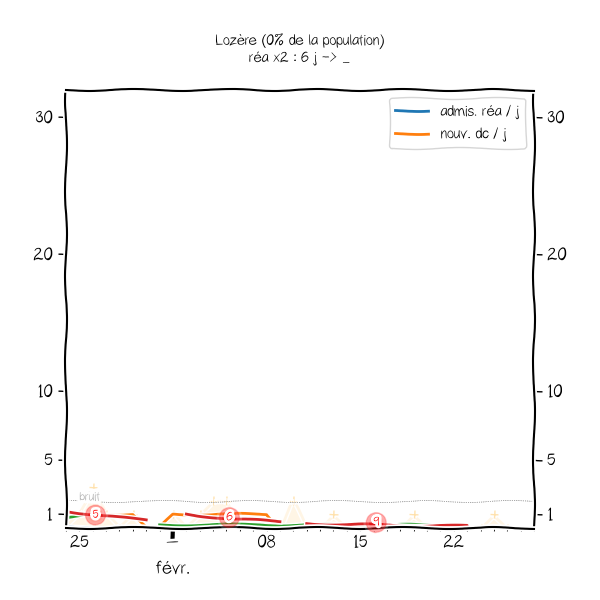 Lozère (0% de la population)
réa x2 : 6 j -> _
admis. réa / j
nouv. dc / j
30 30
20 20
10 10
5 5
... bruit
1 5 6 9 1
25 1 08 15 22
févr.